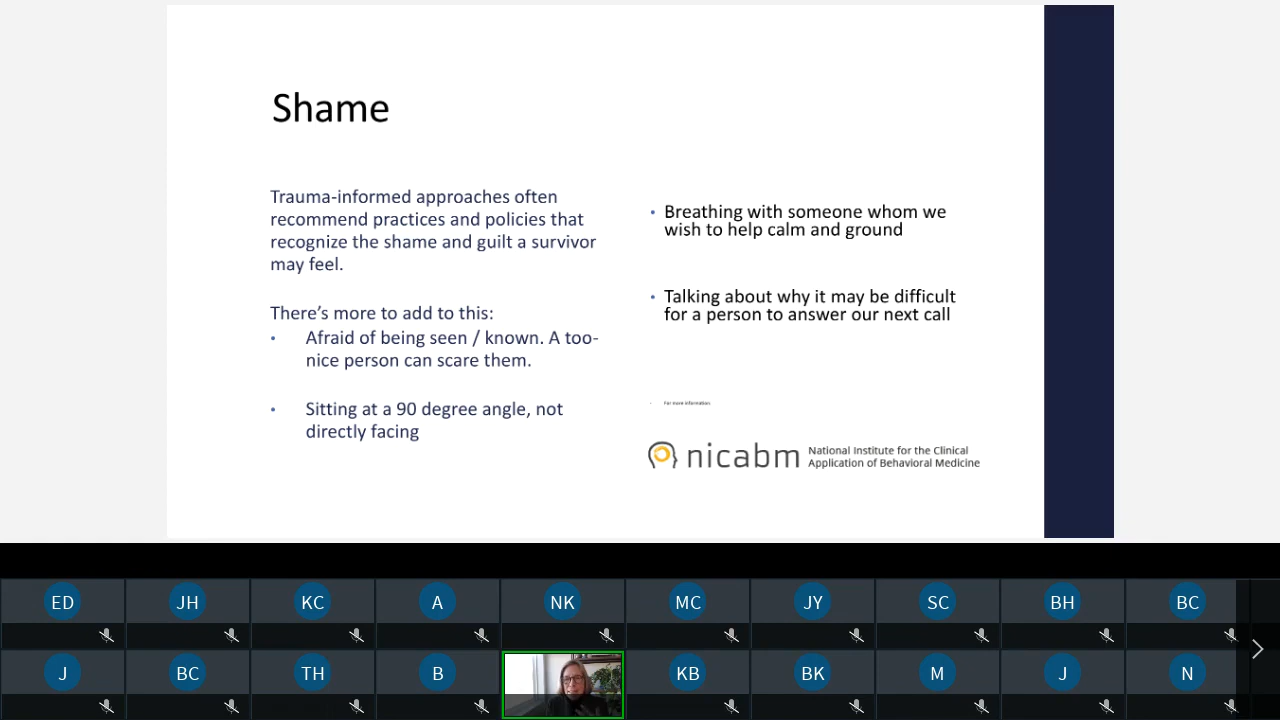 Shame
Trauma-informed approaches often
recommend practices and policies that
recognize the shame and guilt a survivor
may feel.
There's more to add to this:
• Afraid of being seen / known. A too-
nice person can scare them.
• Sitting at a 90 degree angle, not
directly facing
• Breathing with someone whom we
wish to help calm and ground
• Talking about why it may be difficult
for a person to answer our next call
• For more information:
nicabm
National Institute for the Clinical
Application of Behavioral Medicine
ED JH KC A NK MC JY SC BH BC
J BC TH B KB BK M J N